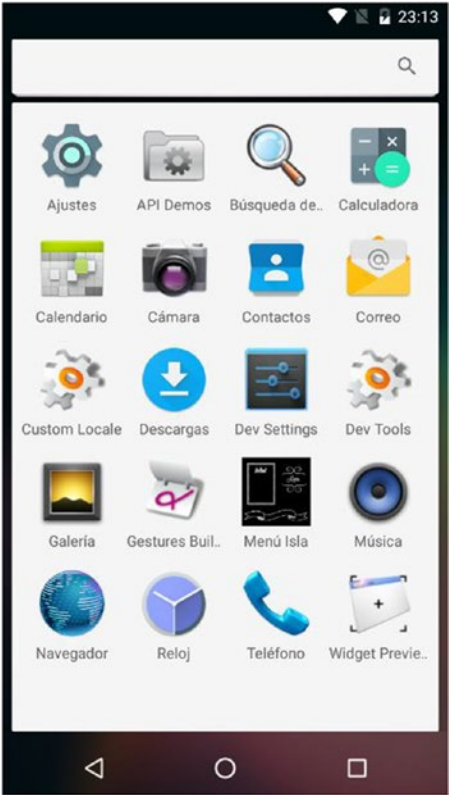 23:13
Ajustes API Demos Búsqueda de.. Calculadora
Calendario Cámara Contactos Correo
Custom Locale Descargas Dev Settings Dev Tools
Galería Gestures Buil.. Menú Isla Música
Navegador Reloj Teléfono Widget Previe..